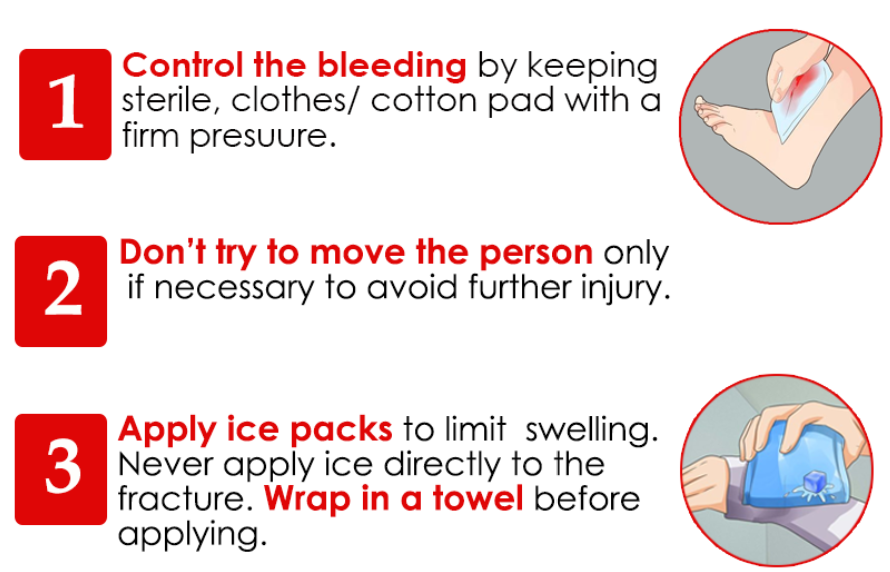 1
Control the bleeding by keeping
sterile, clothes/ cotton pad with a
firm presuure.
2
Don't try to move the person only
if necessary to avoid further injury.
3
Apply ice packs to limit swelling.
Never apply ice directly to the
fracture. Wrap in a towel before
applying.